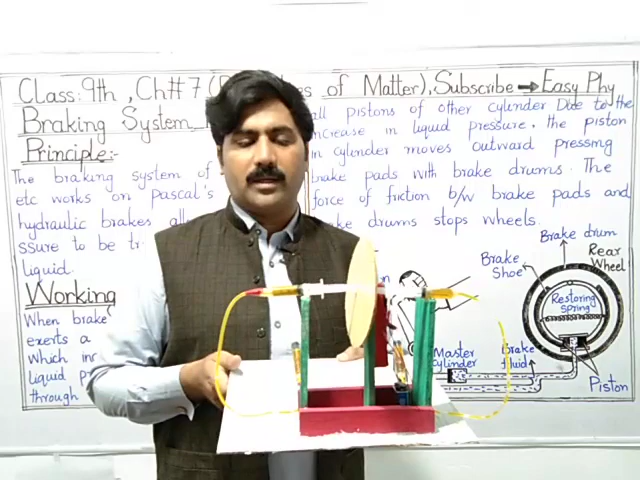 Class: 9th, Ch# 7 ( of Matter), Subscribe → Easy Phy
Braking System
Principle:-
The braking system of
etc works on pascal's
hydraulic brakes
ssure to be
liquid.
Working
When brake
exerts a
Which
liquid
through
all pistons of other cylinder Due to the
increase in liquid pressure, the piston
in cylinder moves outward pressing
brake pads with brake drums. The
force of friction b/w brake pads and
drums stops wheels.
Brake drum
Brake Shoe
Rear Wheel
Restoring spring
Master Cylinder
Brake fluid
Piston